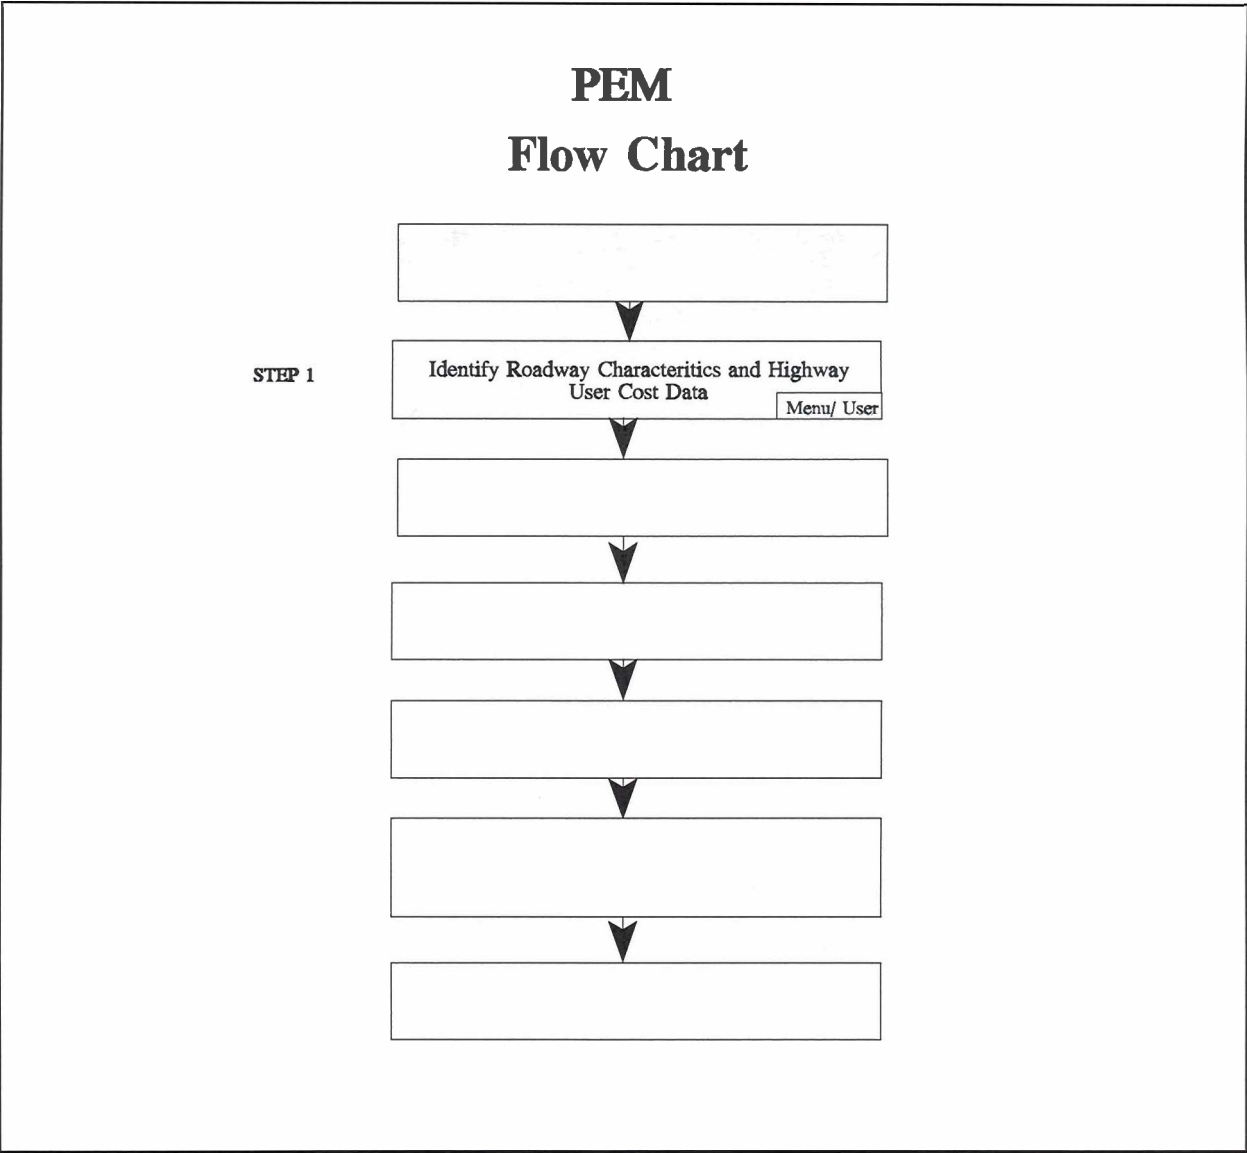 PEM
Flow Chart
STEP 1
Identify Roadway Characteritics and Highway
User Cost Data
Menu/ User